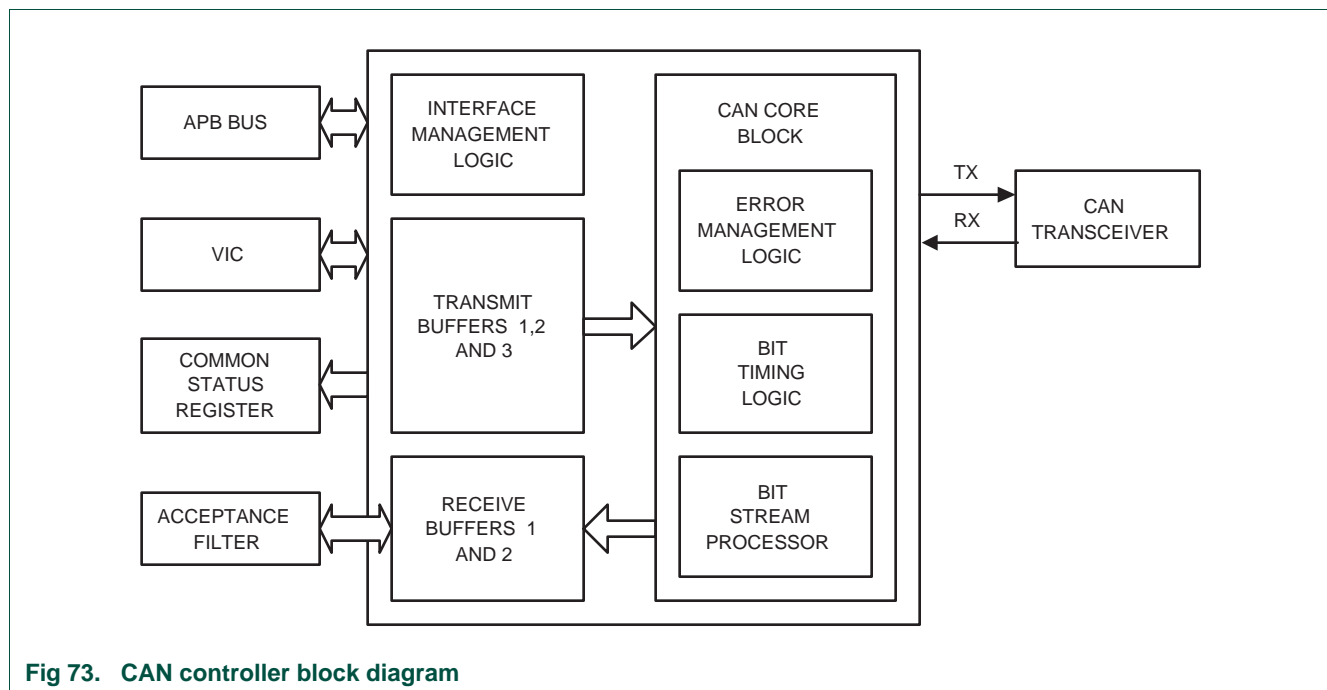 APB BUS
VIC
COMMON
STATUS
REGISTER
ACCEPTANCE
FILTER
INTERFACE
MANAGEMENT
LOGIC
TRANSMIT
BUFFERS 1,2
AND 3
RECEIVE
BUFFERS 1
AND 2
CAN CORE
BLOCK
ERROR
MANAGEMENT
LOGIC
BIT
TIMING
LOGIC
BIT
STREAM
PROCESSOR
TX
RX
CAN
TRANSCEIVER
Fig 73. CAN controller block diagram